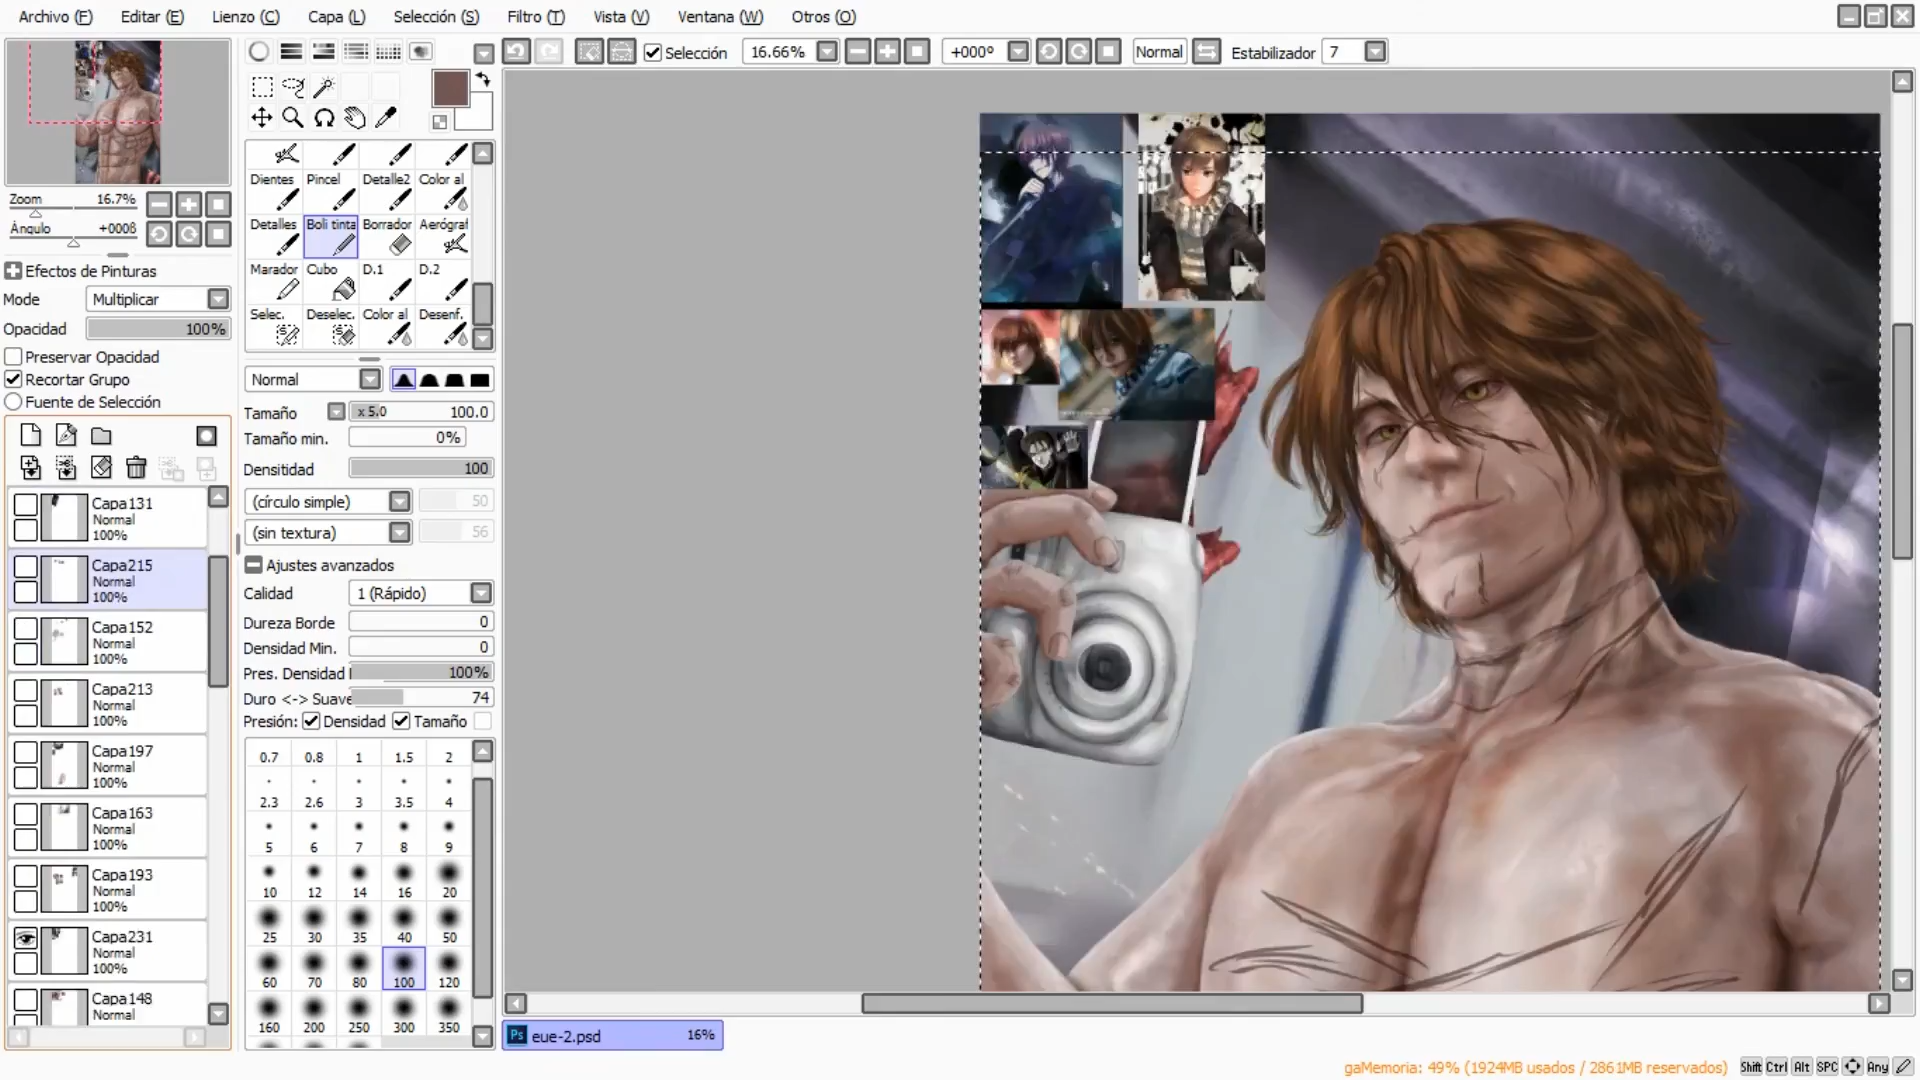 Archivo (F) Editar (E) Lienzo (C) Capa (L) Selección (S) Filtro (T) Vista (V) Ventana (W) Otros (O)
Selección 16.66% +000º Normal Estabilizador 7
Zoom 16.7%
Ángulo +000ß
Efectos de Pinturas
Mode Multiplicar
Opacidad 100%
Preservar Opacidad
Recortar Grupo
Fuente de Selección
Capa131
Normal
100%
Capa215
Normal
100%
Capa152
Normal
100%
Capa213
Normal
100%
Capa197
Normal
100%
Capa163
Normal
100%
Capa193
Normal
100%
Capa231
Normal
100%
Capa148
Normal
Dientes Pincel Detalle2 Color al
Detalles Boli tinta Borrador Aerógraf
Marador Cubo D.1 D.2
Selec. Deselec. Color al Desenf.
Normal
Tamaño x 5.0 100.0
Tamaño min. 0%
Densitidad 100
(círculo simple) 50
(sin textura) 56
Ajustes avanzados
Calidad 1 (Rápido)
Dureza Borde 0
Densidad Min. 0
Pres. Densidad 100%
Duro <-> Suave 74
Presión: Densidad Tamaño
0.7 0.8 1 1.5 2
2.3 2.6 3 3.5 4
5 6 7 8 9
10 12 14 16 20
25 30 35 40 50
60 70 80 100 120
160 200 250 300 350
Ps eue-2.psd 16%
gaMemoria: 49% (1924MB usados / 2861MB reservados) Shift Ctrl Alt SPC Any